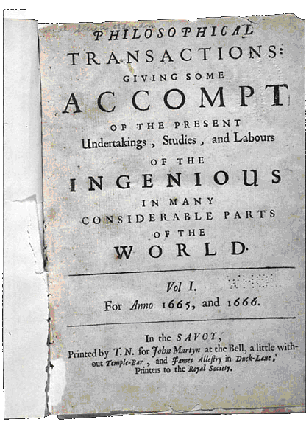 PHILOSOPHICAL
TRANSACTIONS:
GIVING SOME
ACCOMPT
OF THE PRESENT
Undertakings, Studies, and Labours
OF THE
INGENIOUS
IN MANY
CONSIDERABLE PARTS
OF THE
WORLD.
Vol I.
For Anno 1665, and 1666.
In the SAVOY,
Printed by T. N. for John Martyn at the Bell, a little with-
out Temple-Bar, and James Allestry in Duck-Lane,
Printers to the Royal Society.